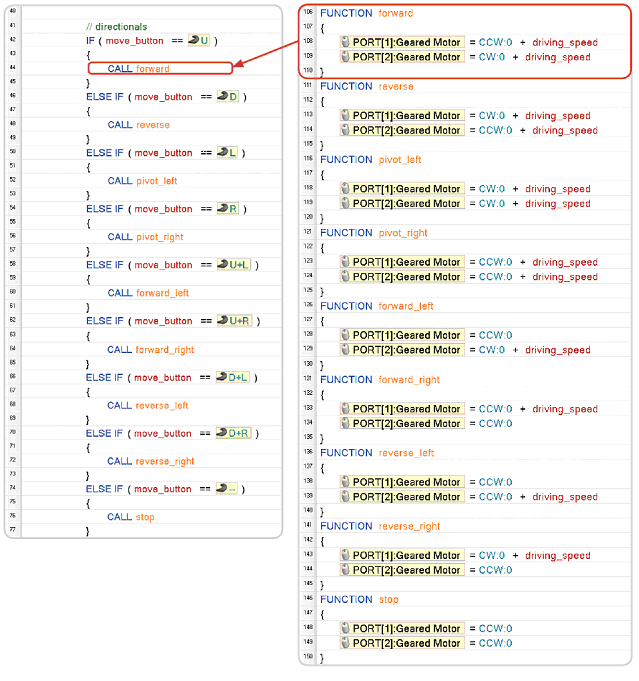 40
41 // directionals
42 IF ( move_button == U )
43 {
44 CALL forward
45 }
46 ELSE IF ( move_button == D )
47 {
48 CALL reverse
49 }
50 ELSE IF ( move_button == L )
51 {
52 CALL pivot_left
53 }
54 ELSE IF ( move_button == R )
55 {
56 CALL pivot_right
57 }
58 ELSE IF ( move_button == U+L )
59 {
60 CALL forward_left
61 }
62 ELSE IF ( move_button == U+R )
63 {
64 CALL forward_right
65 }
66 ELSE IF ( move_button == D+L )
67 {
68 CALL reverse_left
69 }
70 ELSE IF ( move_button == D+R )
71 {
72 CALL reverse_right
73 }
74 ELSE IF ( move_button == -- )
75 {
76 CALL stop
77 }
106 FUNCTION forward
107 {
108 PORT[1]:Geared Motor = CCW:0 + driving_speed
109 PORT[2]:Geared Motor = CW:0 + driving_speed
110 }
111 FUNCTION reverse
112 {
113 PORT[1]:Geared Motor = CW:0 + driving_speed
114 PORT[2]:Geared Motor = CCW:0 + driving_speed
115 }
116 FUNCTION pivot_left
117 {
118 PORT[1]:Geared Motor = CW:0 + driving_speed
119 PORT[2]:Geared Motor = CW:0 + driving_speed
120 }
121 FUNCTION pivot_right
122 {
123 PORT[1]:Geared Motor = CCW:0 + driving_speed
124 PORT[2]:Geared Motor = CCW:0 + driving_speed
125 }
126 FUNCTION forward_left
127 {
128 PORT[1]:Geared Motor = CCW:0
129 PORT[2]:Geared Motor = CW:0 + driving_speed
130 }
131 FUNCTION forward_right
132 {
133 PORT[1]:Geared Motor = CCW:0 + driving_speed
134 PORT[2]:Geared Motor = CCW:0
135 }
136 FUNCTION reverse_left
137 {
138 PORT[1]:Geared Motor = CCW:0
139 PORT[2]:Geared Motor = CCW:0 + driving_speed
140 }
141 FUNCTION reverse_right
142 {
143 PORT[1]:Geared Motor = CW:0 + driving_speed
144 PORT[2]:Geared Motor = CCW:0
145 }
146 FUNCTION stop
147 {
148 PORT[1]:Geared Motor = CCW:0
149 PORT[2]:Geared Motor = CCW:0
150 }